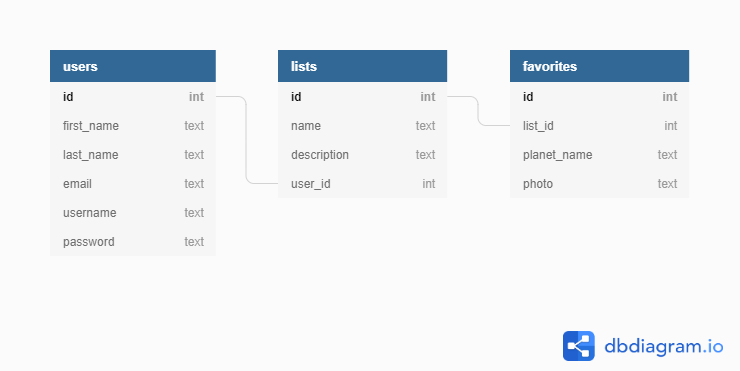 users
id int
first_name text
last_name text
email text
username text
password text
lists
id int
name text
description text
user_id int
favorites
id int
list_id int
planet_name text
photo text
dbdiagram.io